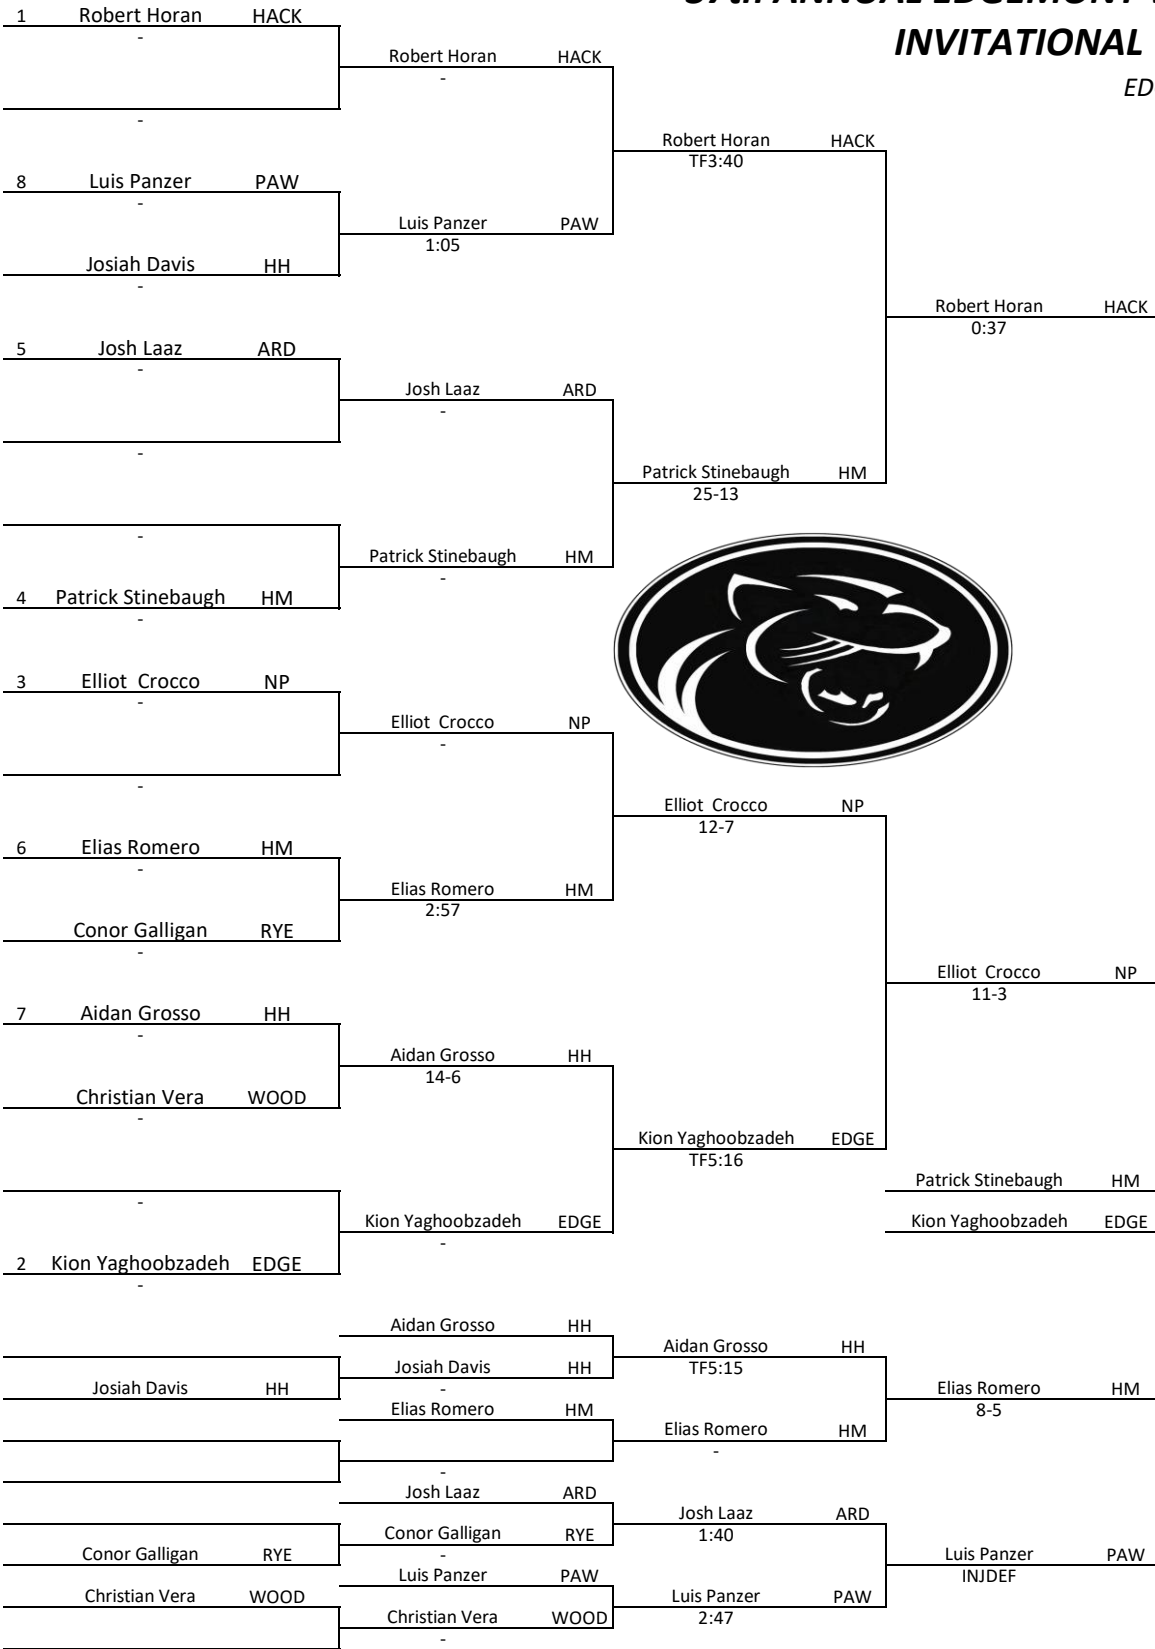 INVITATIONAL
ED
1 Robert Horan HACK
-
Robert Horan HACK
-
-
Robert Horan HACK
TF3:40
8 Luis Panzer PAW
-
Luis Panzer PAW
1:05
Josiah Davis HH
-
Robert Horan HACK
0:37
5 Josh Laaz ARD
-
Josh Laaz ARD
-
-
Patrick Stinebaugh HM
25-13
-
Patrick Stinebaugh HM
-
4 Patrick Stinebaugh HM
-
3 Elliot Crocco NP
-
Elliot Crocco NP
-
-
Elliot Crocco NP
12-7
6 Elias Romero HM
-
Elias Romero HM
2:57
Conor Galligan RYE
-
Elliot Crocco NP
11-3
7 Aidan Grosso HH
-
Aidan Grosso HH
14-6
Christian Vera WOOD
-
Kion Yaghoobzadeh EDGE
TF5:16
Patrick Stinebaugh HM
-
Kion Yaghoobzadeh EDGE
-
Kion Yaghoobzadeh EDGE
2 Kion Yaghoobzadeh EDGE
-
Aidan Grosso HH
Aidan Grosso HH
TF5:15
Josiah Davis HH
-
Josiah Davis HH
Elias Romero HM
8-5
Elias Romero HM
Elias Romero HM
-
-
Josh Laaz ARD
Josh Laaz ARD
1:40
Conor Galligan RYE
-
Conor Galligan RYE
Luis Panzer PAW
INJDEF
Luis Panzer PAW
Christian Vera WOOD
Luis Panzer PAW
2:47
Christian Vera WOOD
-